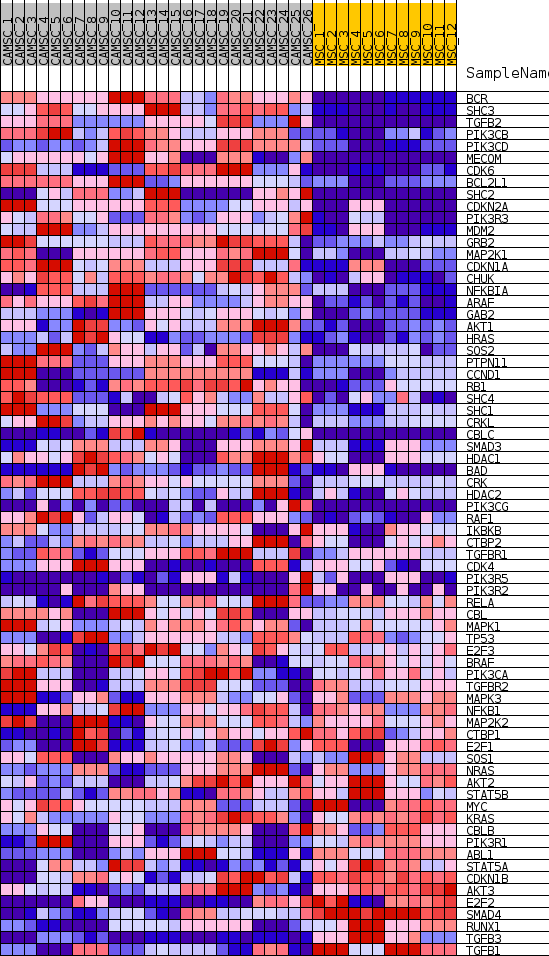 CAMSC_1
CAMSC_2
CAMSC_3
CAMSC_4
CAMSC_5
CAMSC_6
CAMSC_7
CAMSC_8
CAMSC_9
CAMSC_10
CAMSC_11
CAMSC_12
CAMSC_13
CAMSC_14
CAMSC_15
CAMSC_16
CAMSC_17
CAMSC_18
CAMSC_19
CAMSC_20
CAMSC_21
CAMSC_22
CAMSC_23
CAMSC_24
CAMSC_25
CAMSC_26
MSC_1
MSC_2
MSC_3
MSC_4
MSC_5
MSC_6
MSC_7
MSC_8
MSC_9
MSC_10
MSC_11
MSC_12
SampleName
BCR
SHC3
TGFB2
PIK3CB
PIK3CD
MECOM
CDK6
BCL2L1
SHC2
CDKN2A
PIK3R3
MDM2
GRB2
MAP2K1
CDKN1A
CHUK
NFKBIA
ARAF
GAB2
AKT1
HRAS
SOS2
PTPN11
CCND1
RB1
SHC4
SHC1
CRKL
CBLC
SMAD3
HDAC1
BAD
CRK
HDAC2
PIK3CG
RAF1
IKBKB
CTBP2
TGFBR1
CDK4
PIK3R5
PIK3R2
RELA
CBL
MAPK1
TP53
E2F3
BRAF
PIK3CA
TGFBR2
MAPK3
NFKB1
MAP2K2
CTBP1
E2F1
SOS1
NRAS
AKT2
STAT5B
MYC
KRAS
CBLB
PIK3R1
ABL1
STAT5A
CDKN1B
AKT3
E2F2
SMAD4
RUNX1
TGFB3
TGFB1